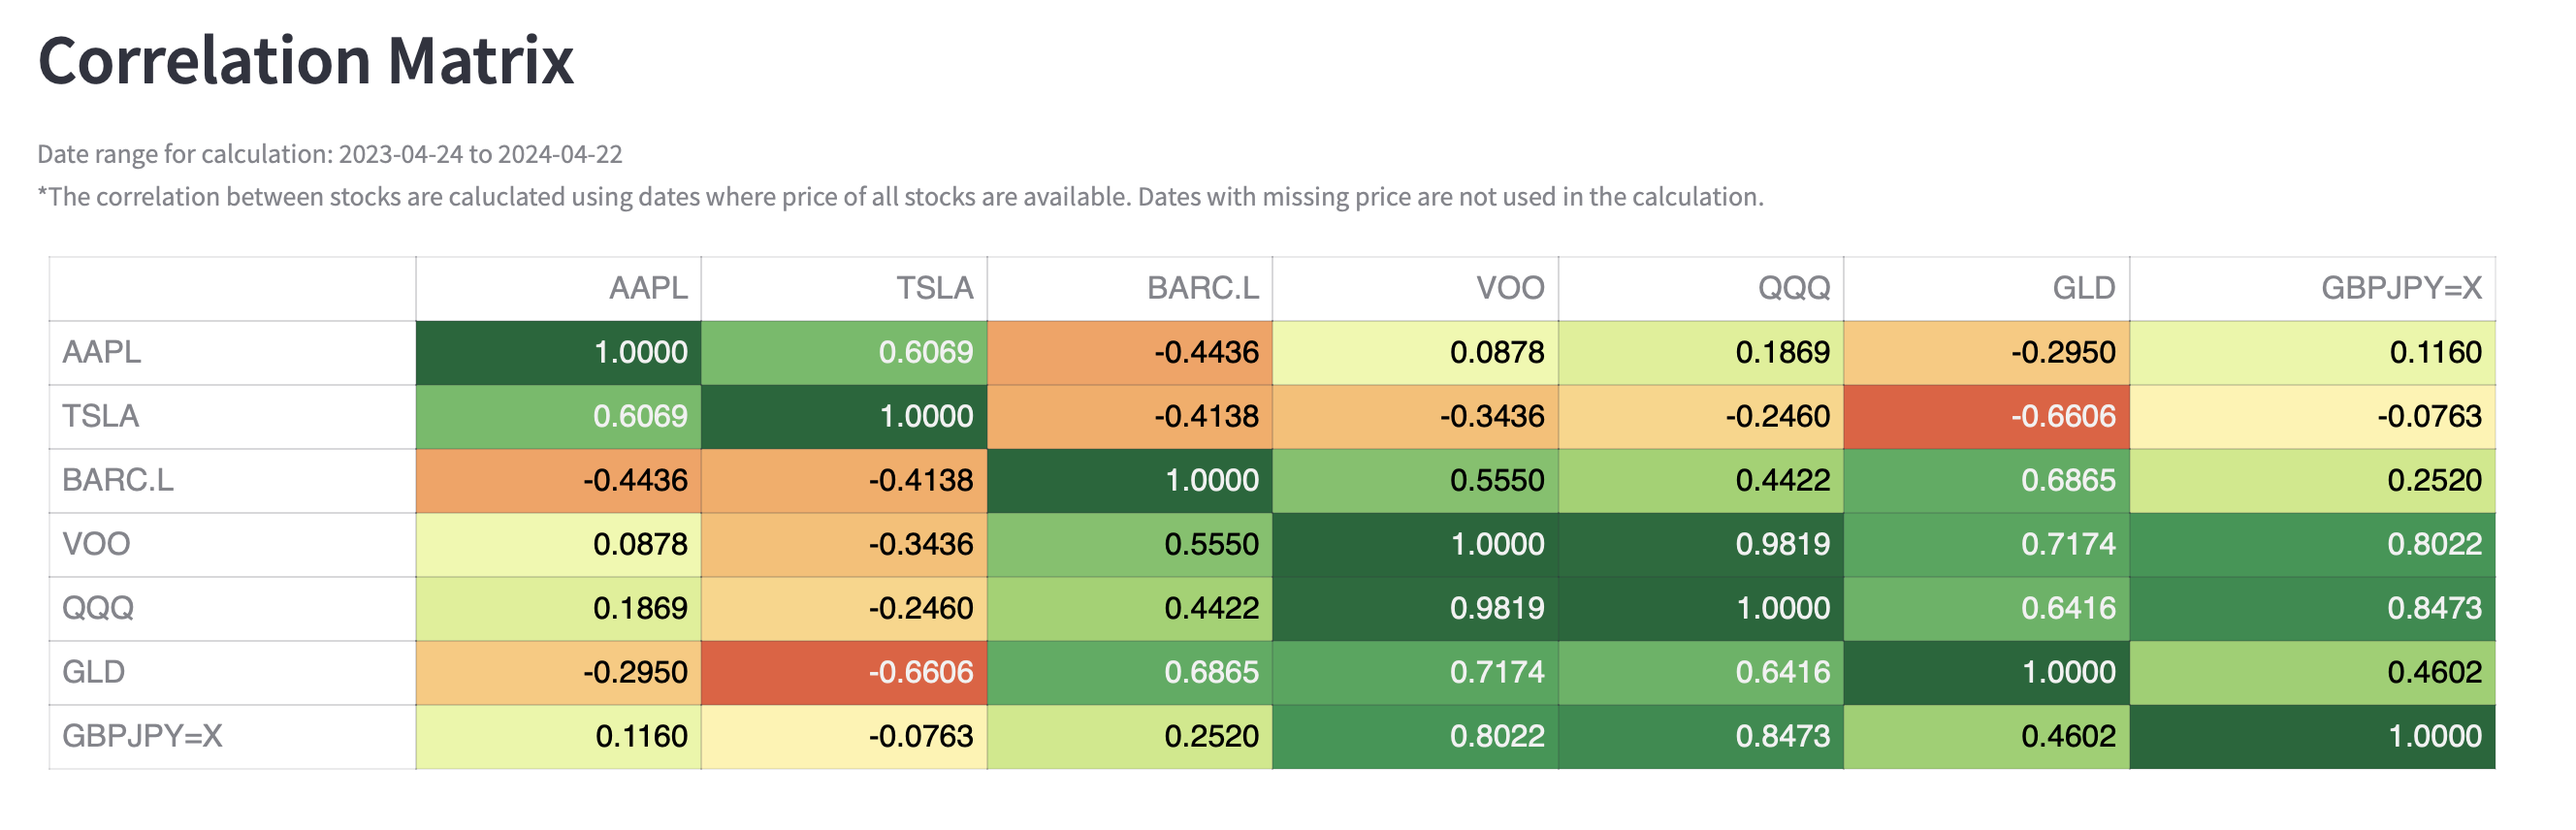 Correlation Matrix
Date range for calculation: 2023-04-24 to 2024-04-22
*The correlation between stocks are caluclated using dates where price of all stocks are available. Dates with missing price are not used in the calculation.
AAPL TSLA BARC.L VOO QQQ GLD GBPJPY=X
AAPL 1.0000 0.6069 -0.4436 0.0878 0.1869 -0.2950 0.1160
TSLA 0.6069 1.0000 -0.4138 -0.3436 -0.2460 -0.6606 -0.0763
BARC.L -0.4436 -0.4138 1.0000 0.5550 0.4422 0.6865 0.2520
VOO 0.0878 -0.3436 0.5550 1.0000 0.9819 0.7174 0.8022
QQQ 0.1869 -0.2460 0.4422 0.9819 1.0000 0.6416 0.8473
GLD -0.2950 -0.6606 0.6865 0.7174 0.6416 1.0000 0.4602
GBPJPY=X 0.1160 -0.0763 0.2520 0.8022 0.8473 0.4602 1.0000